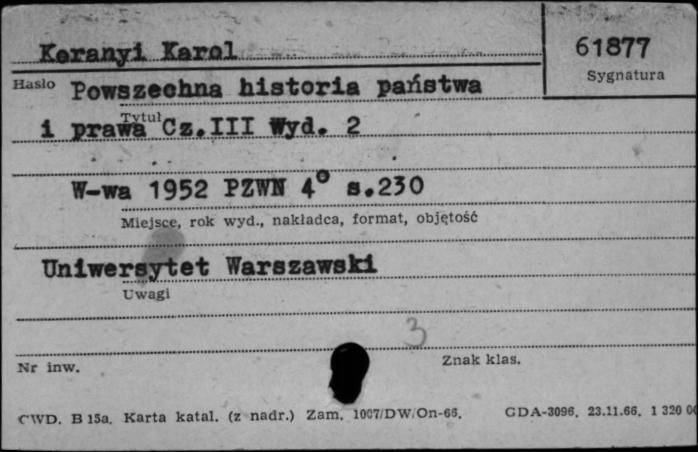 Koranyi Karol
61877
Sygnatura
Hasło
Powszechna historia państwa
Tytuł
i prawa Cz.III Wyd. 2
W-wa 1952 PZWN 4° s.230
Miejsce, rok wyd., nakładca, format, objętość
Uniwersytet Warszawski
Uwagi
3
Nr inw.
Znak klas.
CWD. B 15a. Karta katal. (z nadr.) Zam. 1007/DW/On-66. GDA-3096. 23.11.66. 1 320 00